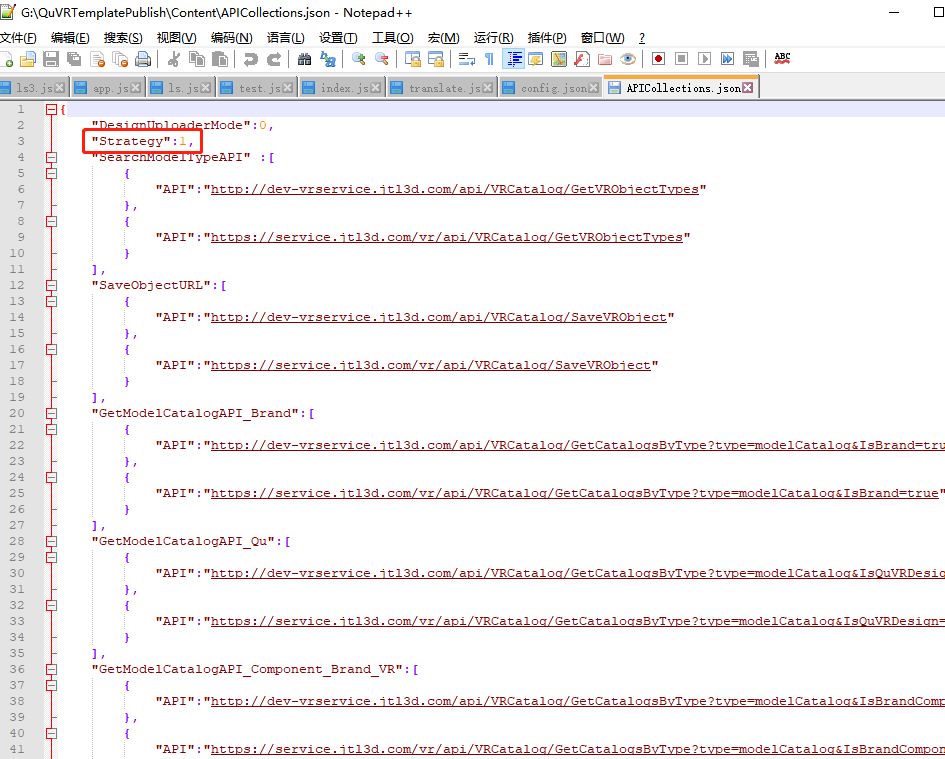 G:\QuVRTemplatePublish\Content\APICollections.json - Notepad++
文件(F) 编辑(E) 搜索(S) 视图(V) 编码(N) 语言(L) 设置(T) 工具(O) 宏(M) 运行(R) 插件(P) 窗口(W) ?
ABC
ls3.js app.js ls.js test.js index.js translate.js config.json APICollections.json
1 {
2 "DesignUploaderMode":0,
3 "Strategy":1,
4 "SearchModelTypeAPI" :[
5 {
6 "API":"http://dev-vrservice.jtl3d.com/api/VRCatalog/GetVRObjectTypes"
7 },
8 {
9 "API":"https://service.jtl3d.com/vr/api/VRCatalog/GetVRObjectTypes"
10 }
11 ],
12 "SaveObjectURL":[
13 {
14 "API":"http://dev-vrservice.jtl3d.com/api/VRCatalog/SaveVRObject"
15 },
16 {
17 "API":"https://service.jtl3d.com/vr/api/VRCatalog/SaveVRObject"
18 }
19 ],
20 "GetModelCatalogAPI_Brand":[
21 {
22 "API":"http://dev-vrservice.jtl3d.com/api/VRCatalog/GetCatalogsByType?type=modelCatalog&IsBrand=tru
23 },
24 {
25 "API":"https://service.jtl3d.com/vr/api/VRCatalog/GetCatalogsByType?type=modelCatalog&IsBrand=true"
26 }
27 ],
28 "GetModelCatalogAPI_Qu":[
29 {
30 "API":"http://dev-vrservice.jtl3d.com/api/VRCatalog/GetCatalogsByType?type=modelCatalog&IsQuVRDesig
31 },
32 {
33 "API":"https://service.jtl3d.com/vr/api/VRCatalog/GetCatalogsByType?type=modelCatalog&IsQuVRDesign=
34 }
35 ],
36 "GetModelCatalogAPI_Component_Brand_VR":[
37 {
38 "API":"http://dev-vrservice.jtl3d.com/api/VRCatalog/GetCatalogsByType?type=modelCatalog&IsBrandComp
39 },
40 {
41 "API":"https://service.jtl3d.com/vr/api/VRCatalog/GetCatalogsByType?type=modelCatalog&IsBrandCompon